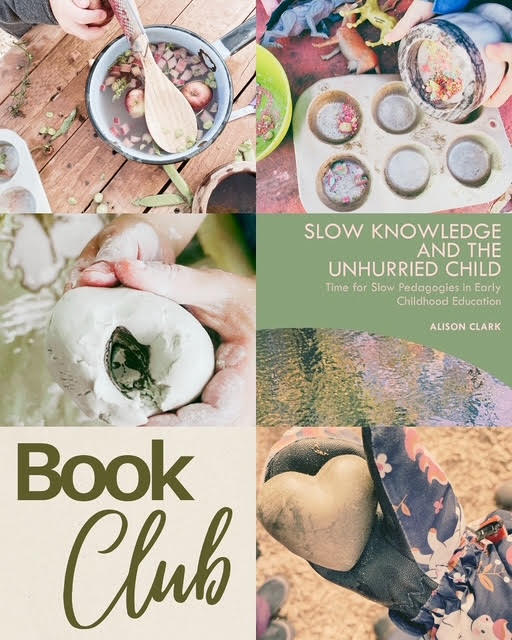 SLOW KNOWLEDGE
AND THE
UNHURRIED CHILD
Time for Slow Pedagogies in Early
Childhood Education
ALISON CLARK
Book
Club